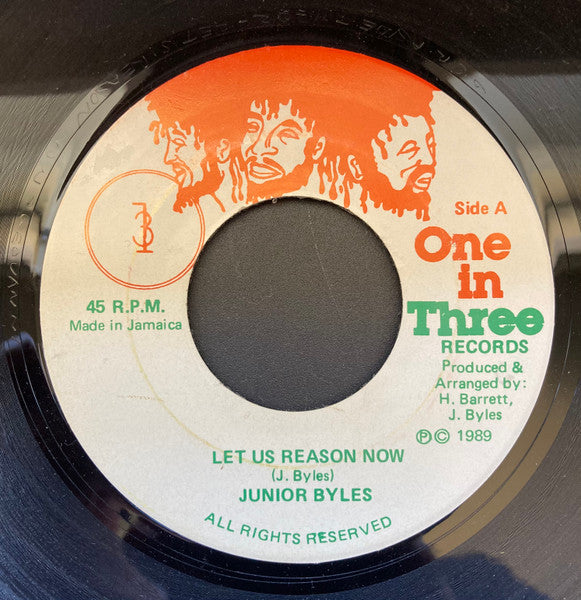 Side A
One
in
Three
RECORDS
45 R.P.M.
Made in Jamaica
Produced &
Arranged by:
H. Barrett,
J. Byles
Ⓟ© 1989
LET US REASON NOW
(J. Byles)
JUNIOR BYLES
ALL RIGHTS RESERVED